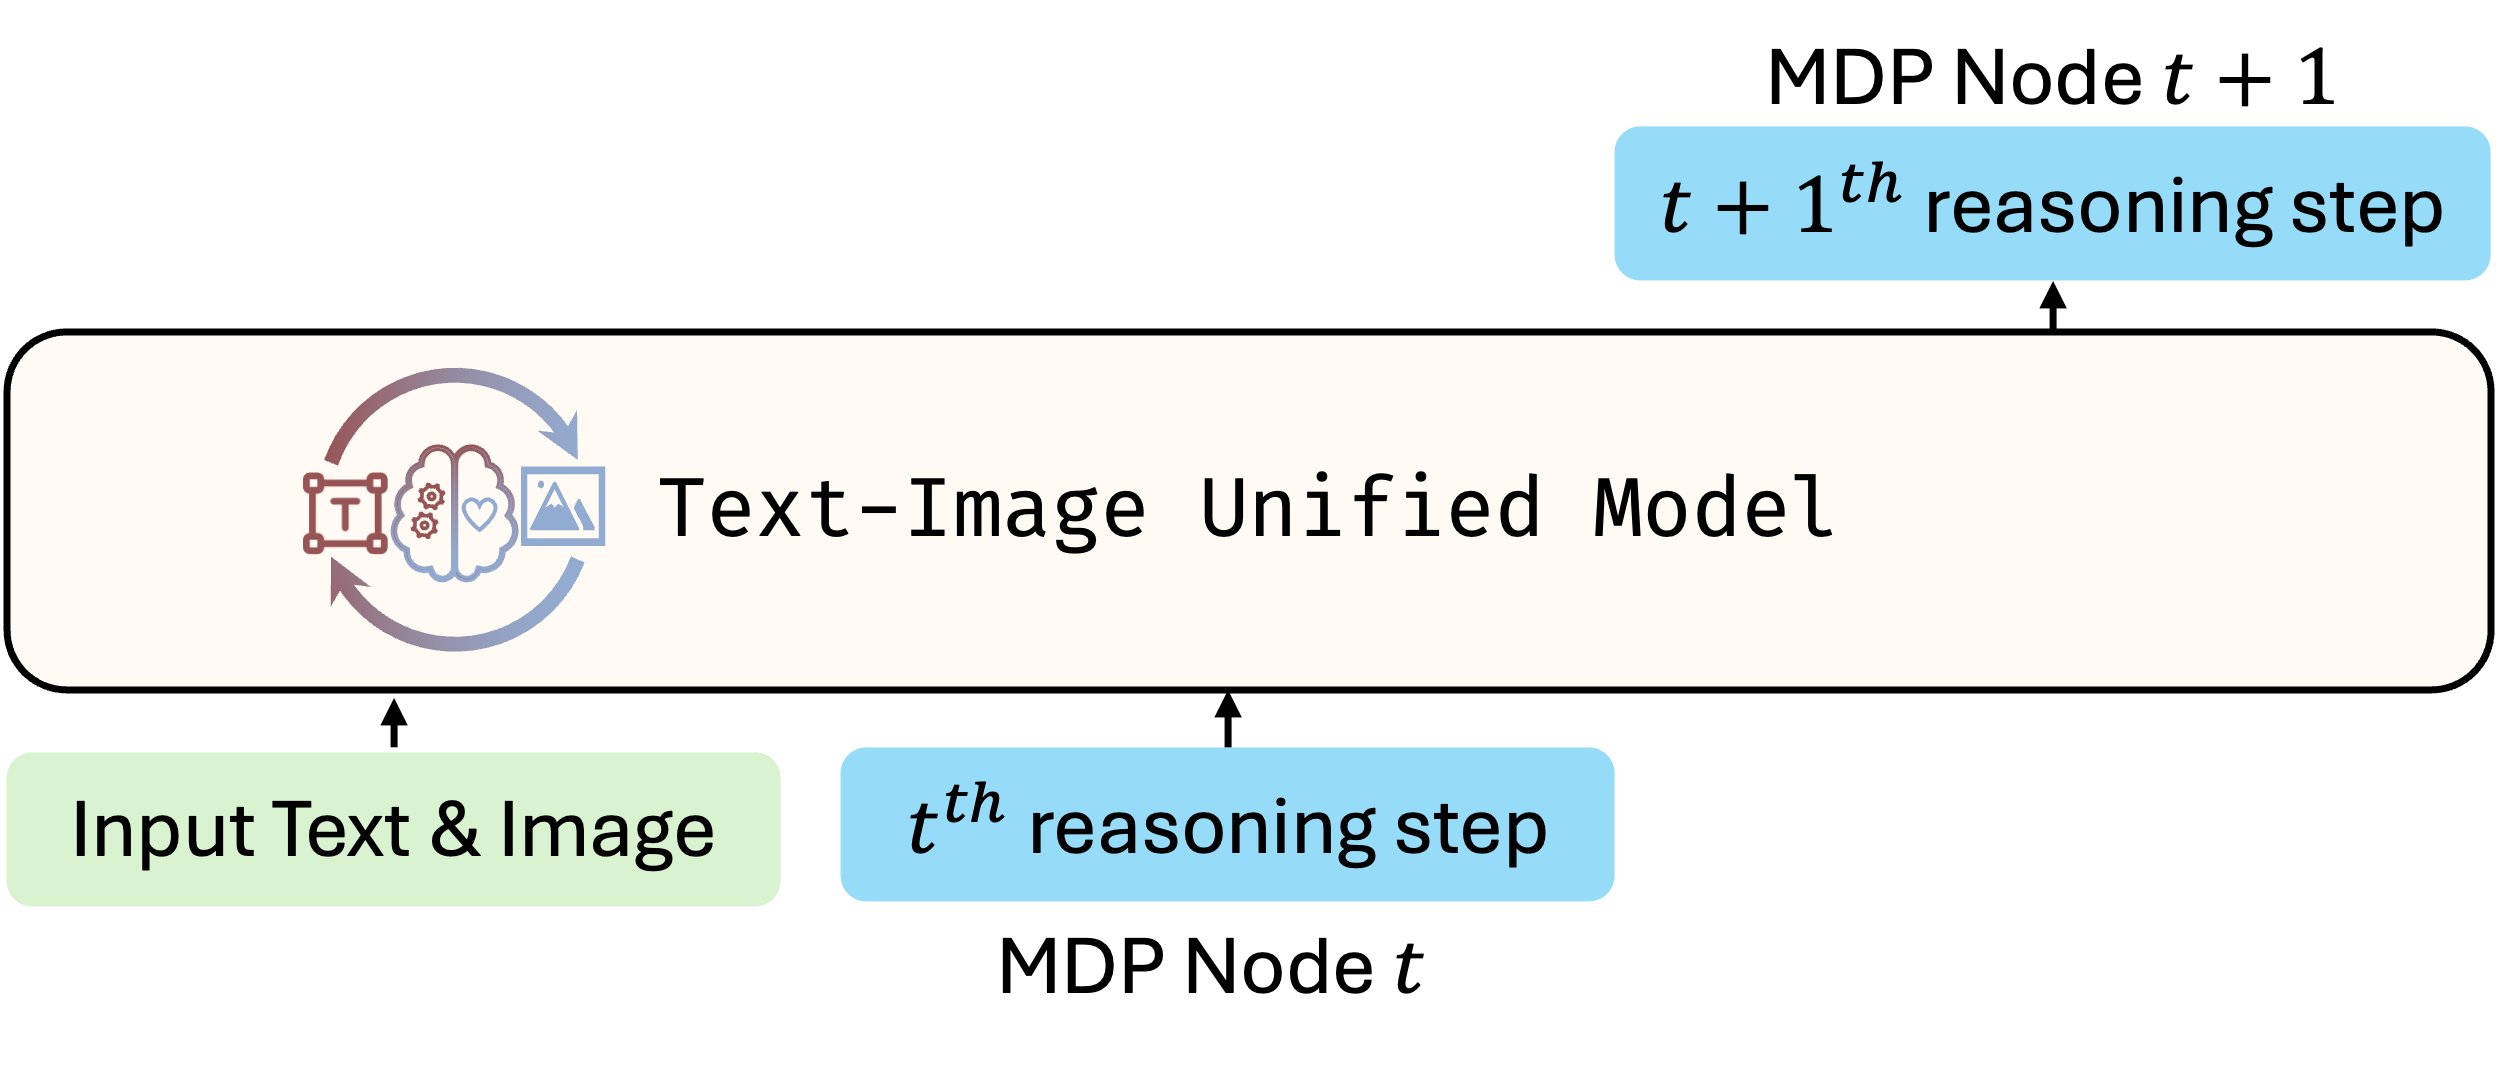 MDP Node t + 1
t + 1^{th} reasoning step
T
Text-Image Unified Model
Input Text & Image
t^{th} reasoning step
MDP Node t